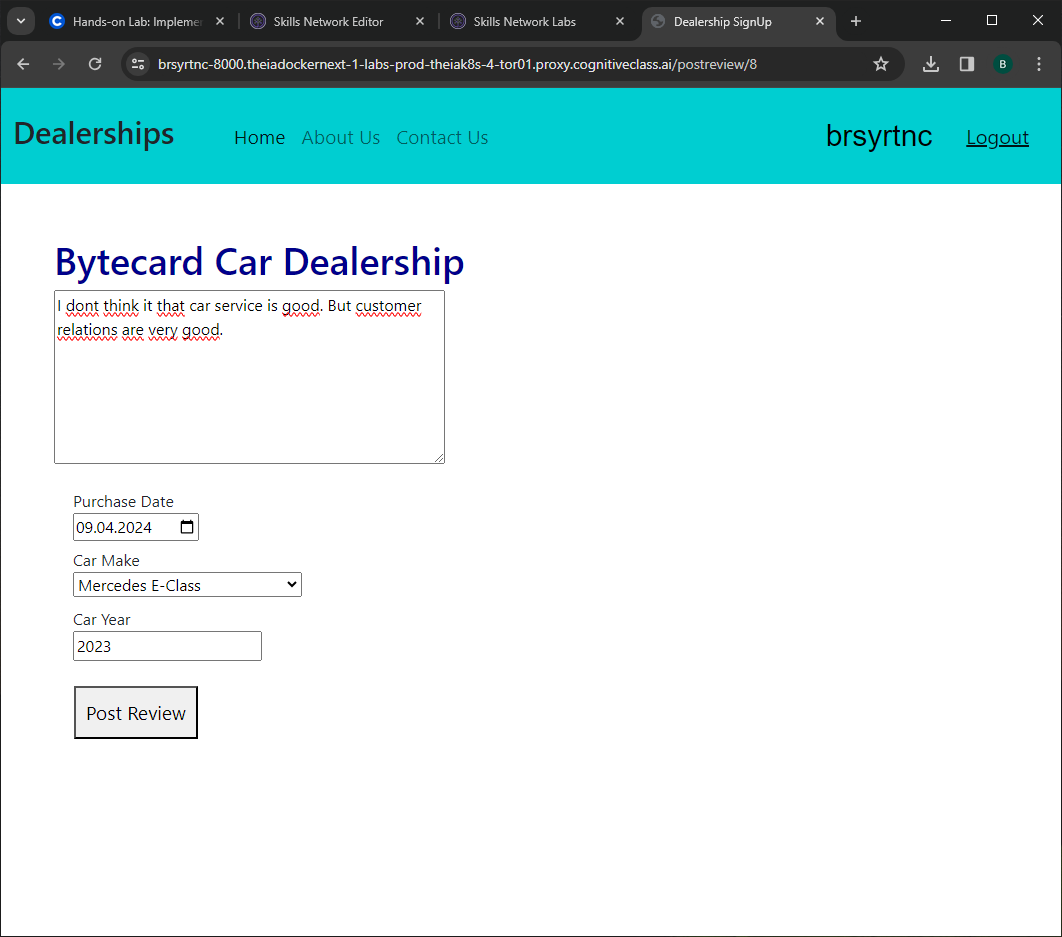 Hands-on Lab: Implemen
Skills Network Editor
Skills Network Labs
Dealership SignUp
brsyrtnc-8000.theiadockernext-1-labs-prod-theiak8s-4-tor01.proxy.cognitiveclass.ai/postreview/8
B
Dealerships Home About Us Contact Us brsyrtnc Logout
Bytecard Car Dealership
I dont think it that car service is good. But customer
relations are very good.
Purchase Date
09.04.2024
Car Make
Mercedes E-Class
Car Year
2023
Post Review